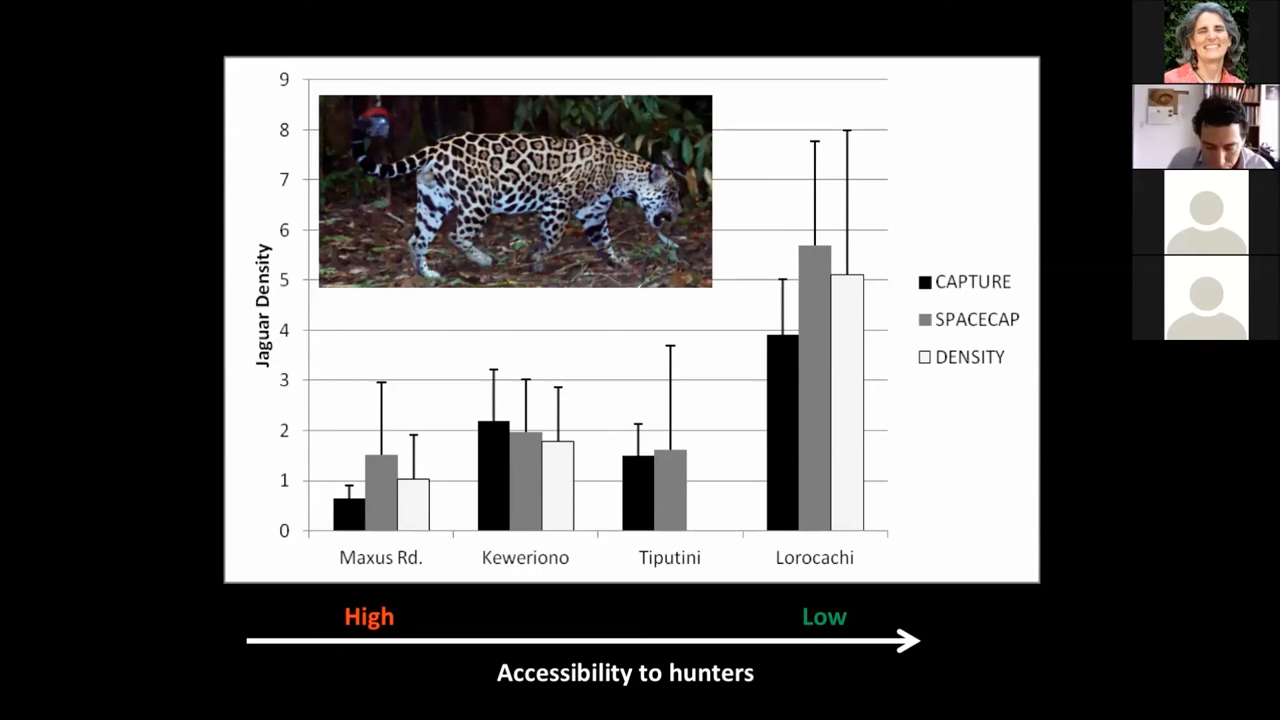 9
8
7
6
5
4
3
2
1
0
Jaguar Density
CAPTURE
SPACECAP
DENSITY
Maxus Rd. Keweriono Tiputini Lorocachi
High Low
Accessibility to hunters